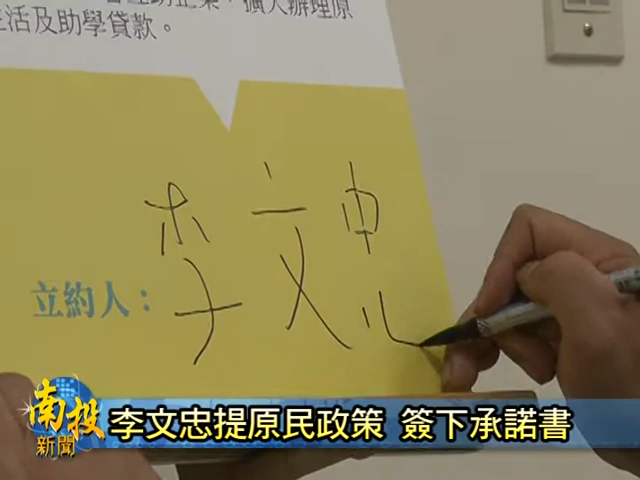 生活及助學貸款。
李文忠
立約人：
南投新聞
李文忠提原民政策 簽下承諾書